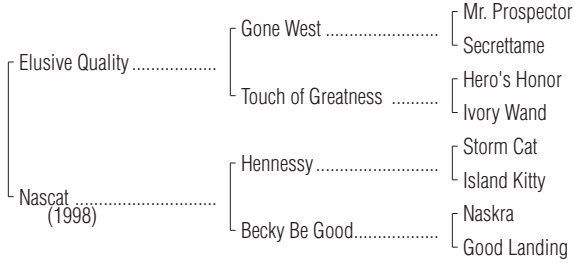 Mr. Prospector
Gone West ........................
Secrettame
Elusive Quality ..................
Hero's Honor
Touch of Greatness ..........
Ivory Wand
Storm Cat
Hennessy..........................
Island Kitty
Nascat ..............................
(1998)
Naskra
Becky Be Good..................
Good Landing